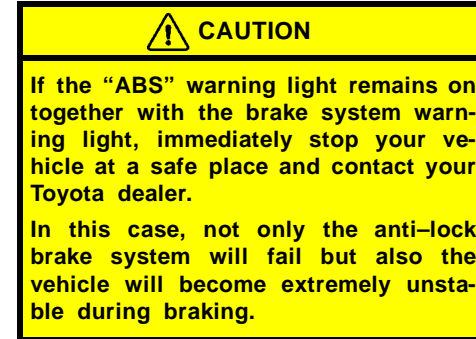 CAUTION
If the “ABS” warning light remains on
together with the brake system warn-
ing light, immediately stop your ve-
hicle at a safe place and contact your
Toyota dealer.
In this case, not only the anti–lock
brake system will fail but also the
vehicle will become extremely unsta-
ble during braking.